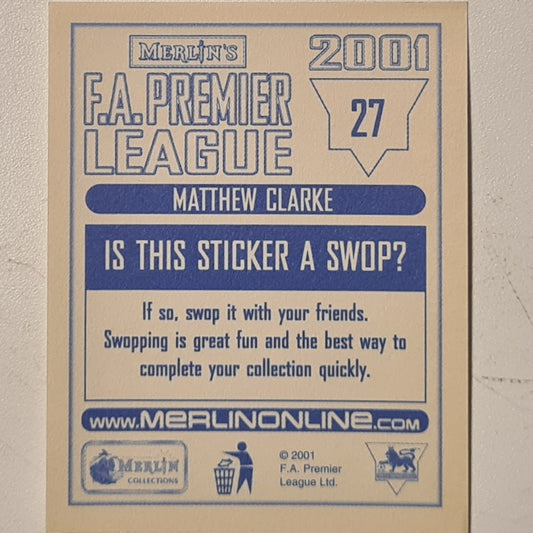 MERLIN'S
2001
F.A. PREMIER
LEAGUE
27
MATTHEW CLARKE
IS THIS STICKER A SWOP?
If so, swop it with your friends.
Swopping is great fun and the best way to
complete your collection quickly.
www.MERLINONLINE.com
MERLIN
COLLECTIONS
© 2001
F.A. Premier
League Ltd.